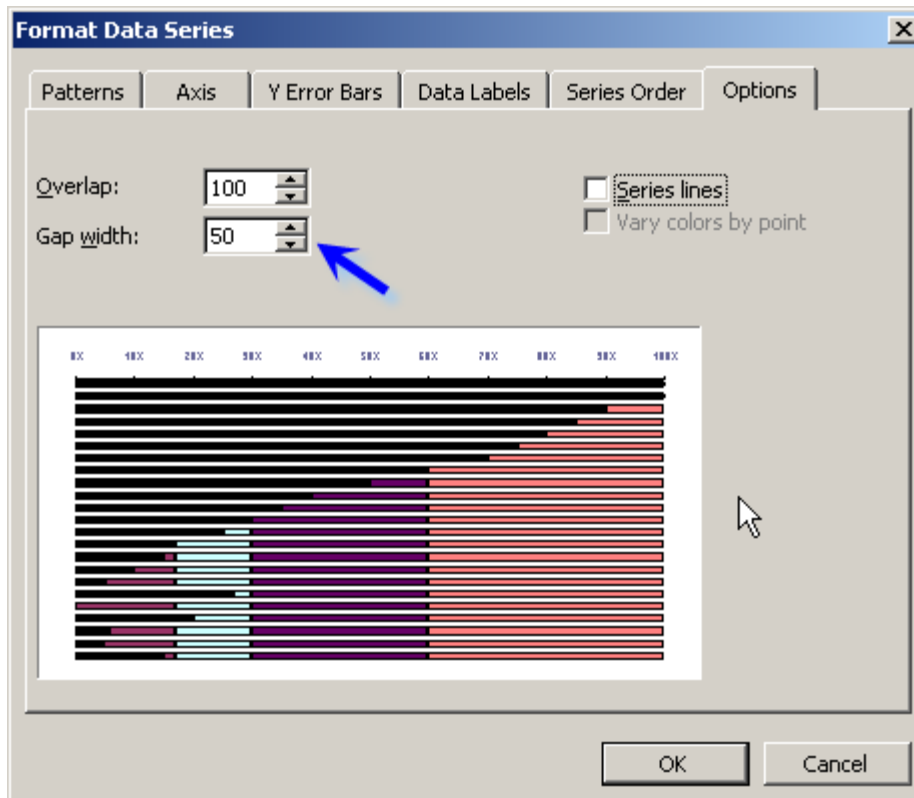 Format Data Series
Patterns Axis Y Error Bars Data Labels Series Order Options
Overlap: 100 Series lines
Gap width: 50 Vary colors by point
0% 10% 20% 30% 40% 50% 60% 70% 80% 90% 100%
OK Cancel